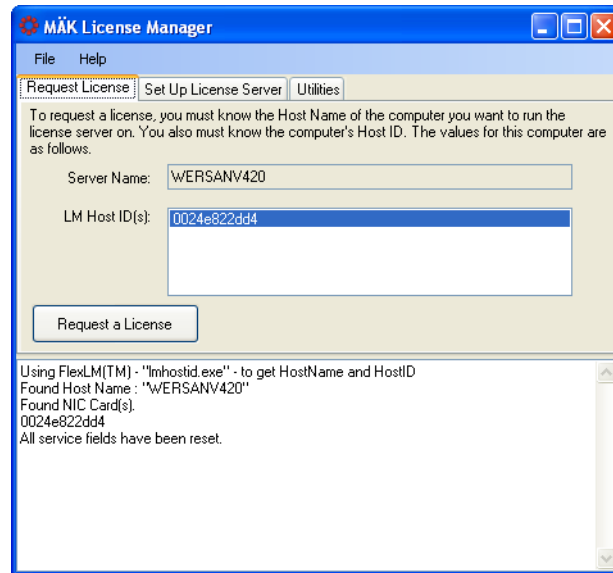 MÄK License Manager
File Help
Request License Set Up License Server Utilities
To request a license, you must know the Host Name of the computer you want to run the
license server on. You also must know the computer's Host ID. The values for this computer are
as follows.
Server Name: WERSANV420
LM Host ID(s): 0024e822dd4
Request a License
Using FlexLM(TM) - "lmhostid.exe" - to get HostName and HostID
Found Host Name : "WERSANV420"
Found NIC Card(s).
0024e822dd4
All service fields have been reset.